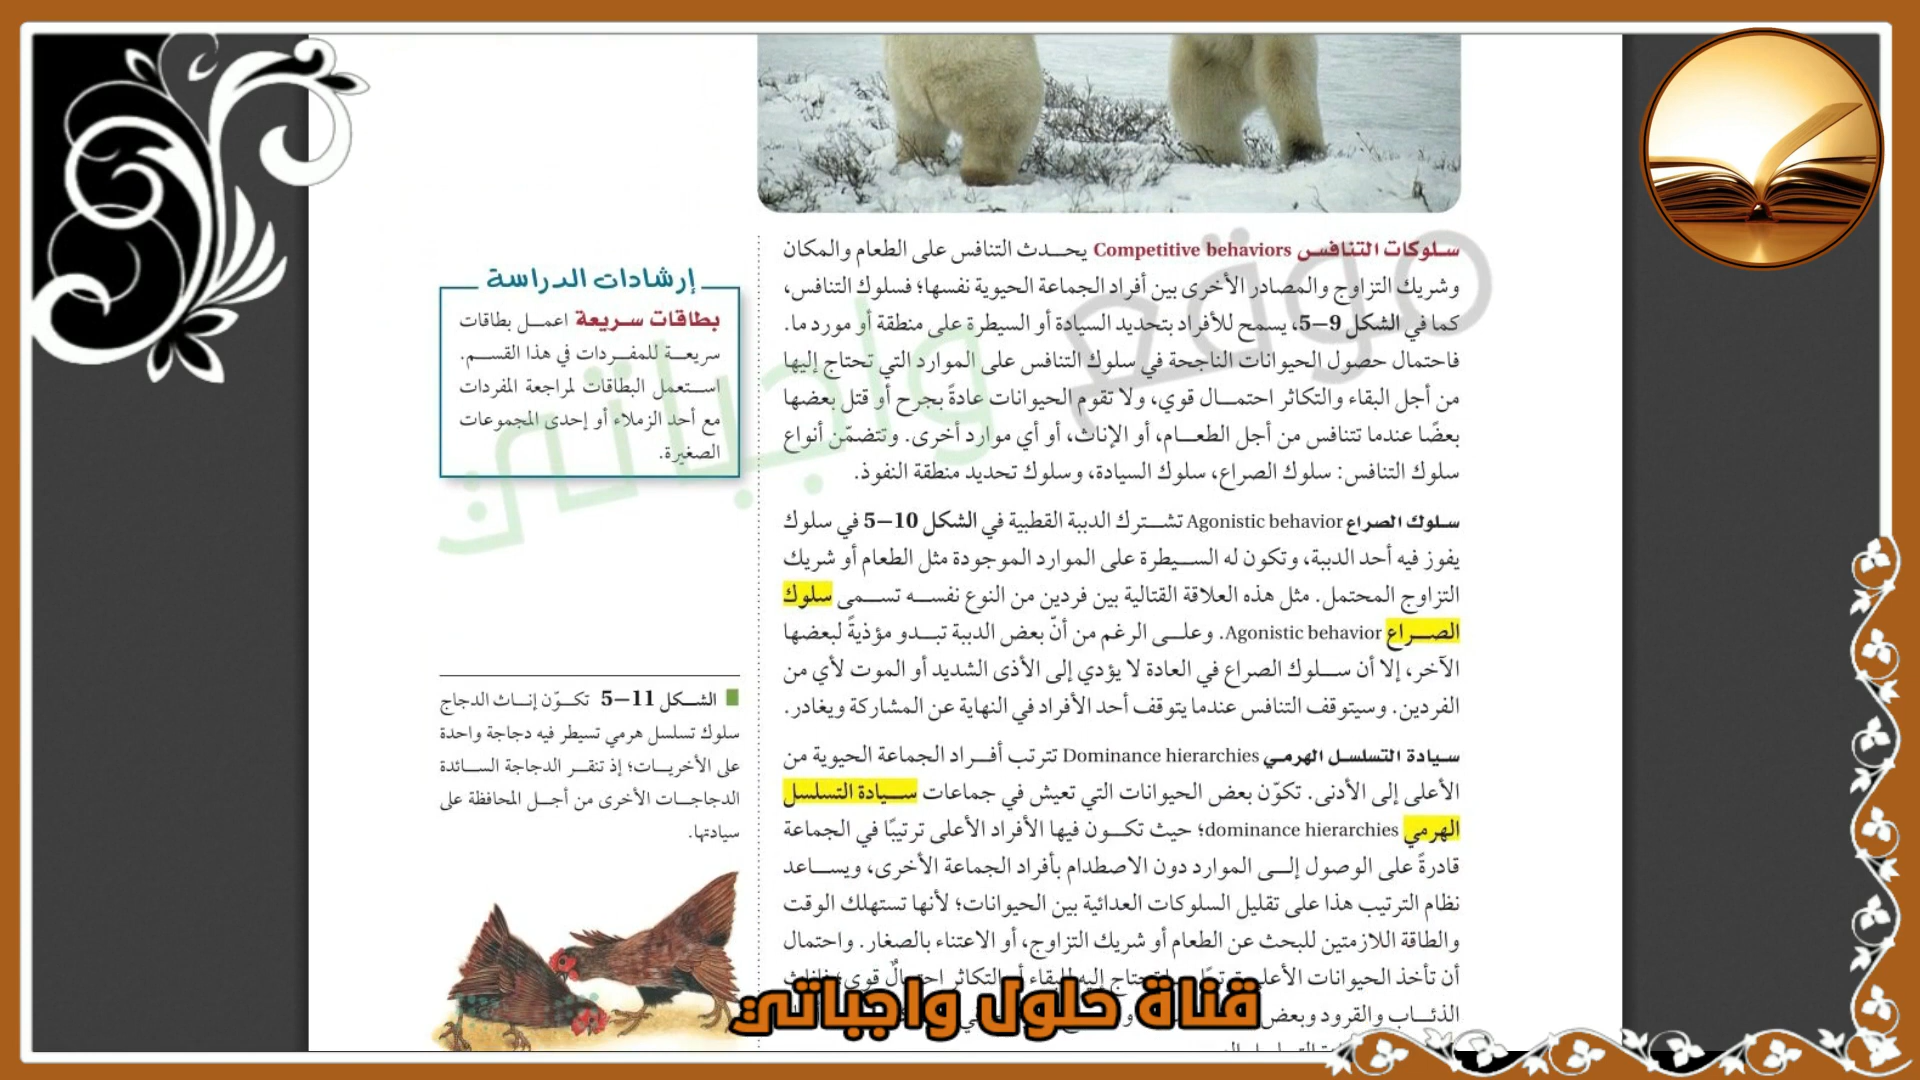 سلوكات التنافس Competitive behaviors يحدث التنافس على الطعام والمكان
وشريك التزاوج والمصادر الأخرى بين أفراد الجماعة الحيوية نفسها؛ فسلوك التنافس،
كما في الشكل 9–5، يسمح للأفراد بتحديد السيادة أو السيطرة على منطقة أو مورد ما.
فاحتمال حصول الحيوانات الناجحة في سلوك التنافس على الموارد التي تحتاج إليها
من أجل البقاء والتكاثر احتمال قوي، ولا تقوم الحيوانات عادةً بجرح أو قتل بعضها
بعضًا عندما تتنافس من أجل الطعام، أو الإناث، أو أي موارد أخرى. وتتضمّن أنواع
سلوك التنافس: سلوك الصراع، سلوك السيادة، وسلوك تحديد منطقة النفوذ.
سلوك الصراع Agonistic behavior تشترك الدببة القطبية في الشكل 10–5 في سلوك
يفوز فيه أحد الدببة، وتكون له السيطرة على الموارد الموجودة مثل الطعام أو شريك
التزاوج المحتمل. مثل هذه العلاقة القتالية بين فردين من النوع نفسه تسمى سلوك
الصراع Agonistic behavior. وعلى الرغم من أنّ بعض الدببة تبدو مؤذيةً لبعضها
الآخر، إلا أن سلوك الصراع في العادة لا يؤدي إلى الأذى الشديد أو الموت لأي من
الفردين. وسيتوقف التنافس عندما يتوقف أحد الأفراد في النهاية عن المشاركة ويغادر.
سيادة التسلسل الهرمي Dominance hierarchies تترتب أفراد الجماعة الحيوية من
الأعلى إلى الأدنى. تكوّن بعض الحيوانات التي تعيش في جماعات سيادة التسلسل
الهرمي dominance hierarchies؛ حيث تكون فيها الأفراد الأعلى ترتيبًا في الجماعة
قادرةً على الوصول إلى الموارد دون الاصطدام بأفراد الجماعة الأخرى، ويساعد
نظام الترتيب هذا على تقليل السلوكات العدائية بين الحيوانات؛ لأنها تستهلك الوقت
والطاقة اللازمتين للبحث عن الطعام أو شريك التزاوج، أو الاعتناء بالصغار. واحتمال
أن تأخذ الحيوانات الأعلى تحتاج إليه للبقاء أو التكاثر قوي؛
الذئاب والقرود وبعض
إرشادات الدراسة
بطاقات سريعة اعمل بطاقات
سريعة للمفردات في هذا القسم.
استعمل البطاقات لمراجعة المفردات
مع أحد الزملاء أو إحدى المجموعات
الصغيرة.
الشكل 11–5 تكوّن إناث الدجاج
سلوك تسلسل هرمي تسيطر فيه دجاجة واحدة
على الأخريات؛ إذ تنقر الدجاجة السائدة
الدجاجات الأخرى من أجل المحافظة على
سيادتها.
موقع واجباتي
قناة حلول واجباتي